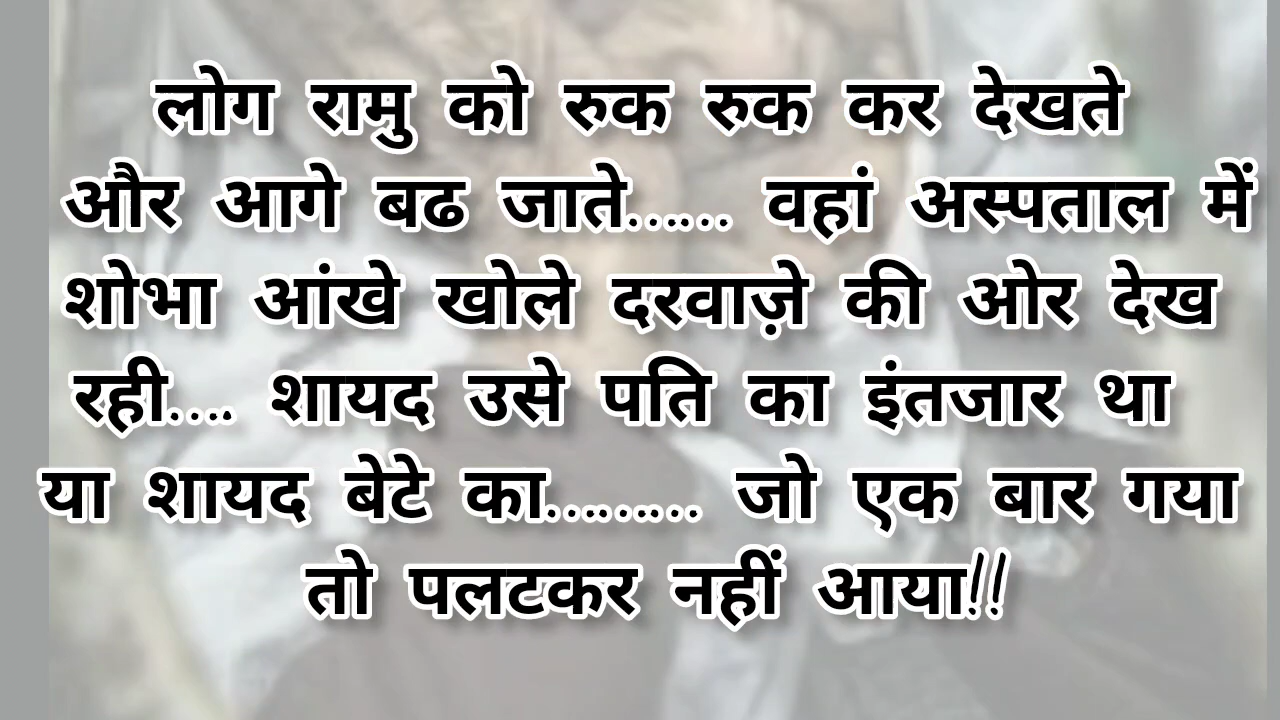 लोग रामु को रुक रुक कर देखते
और आगे बढ जाते...... वहां अस्पताल में
शोभा आंखे खोले दरवाज़े की ओर देख
रही.... शायद उसे पति का इंतजार था
या शायद बेटे का......... जो एक बार गया
तो पलटकर नहीं आया!!